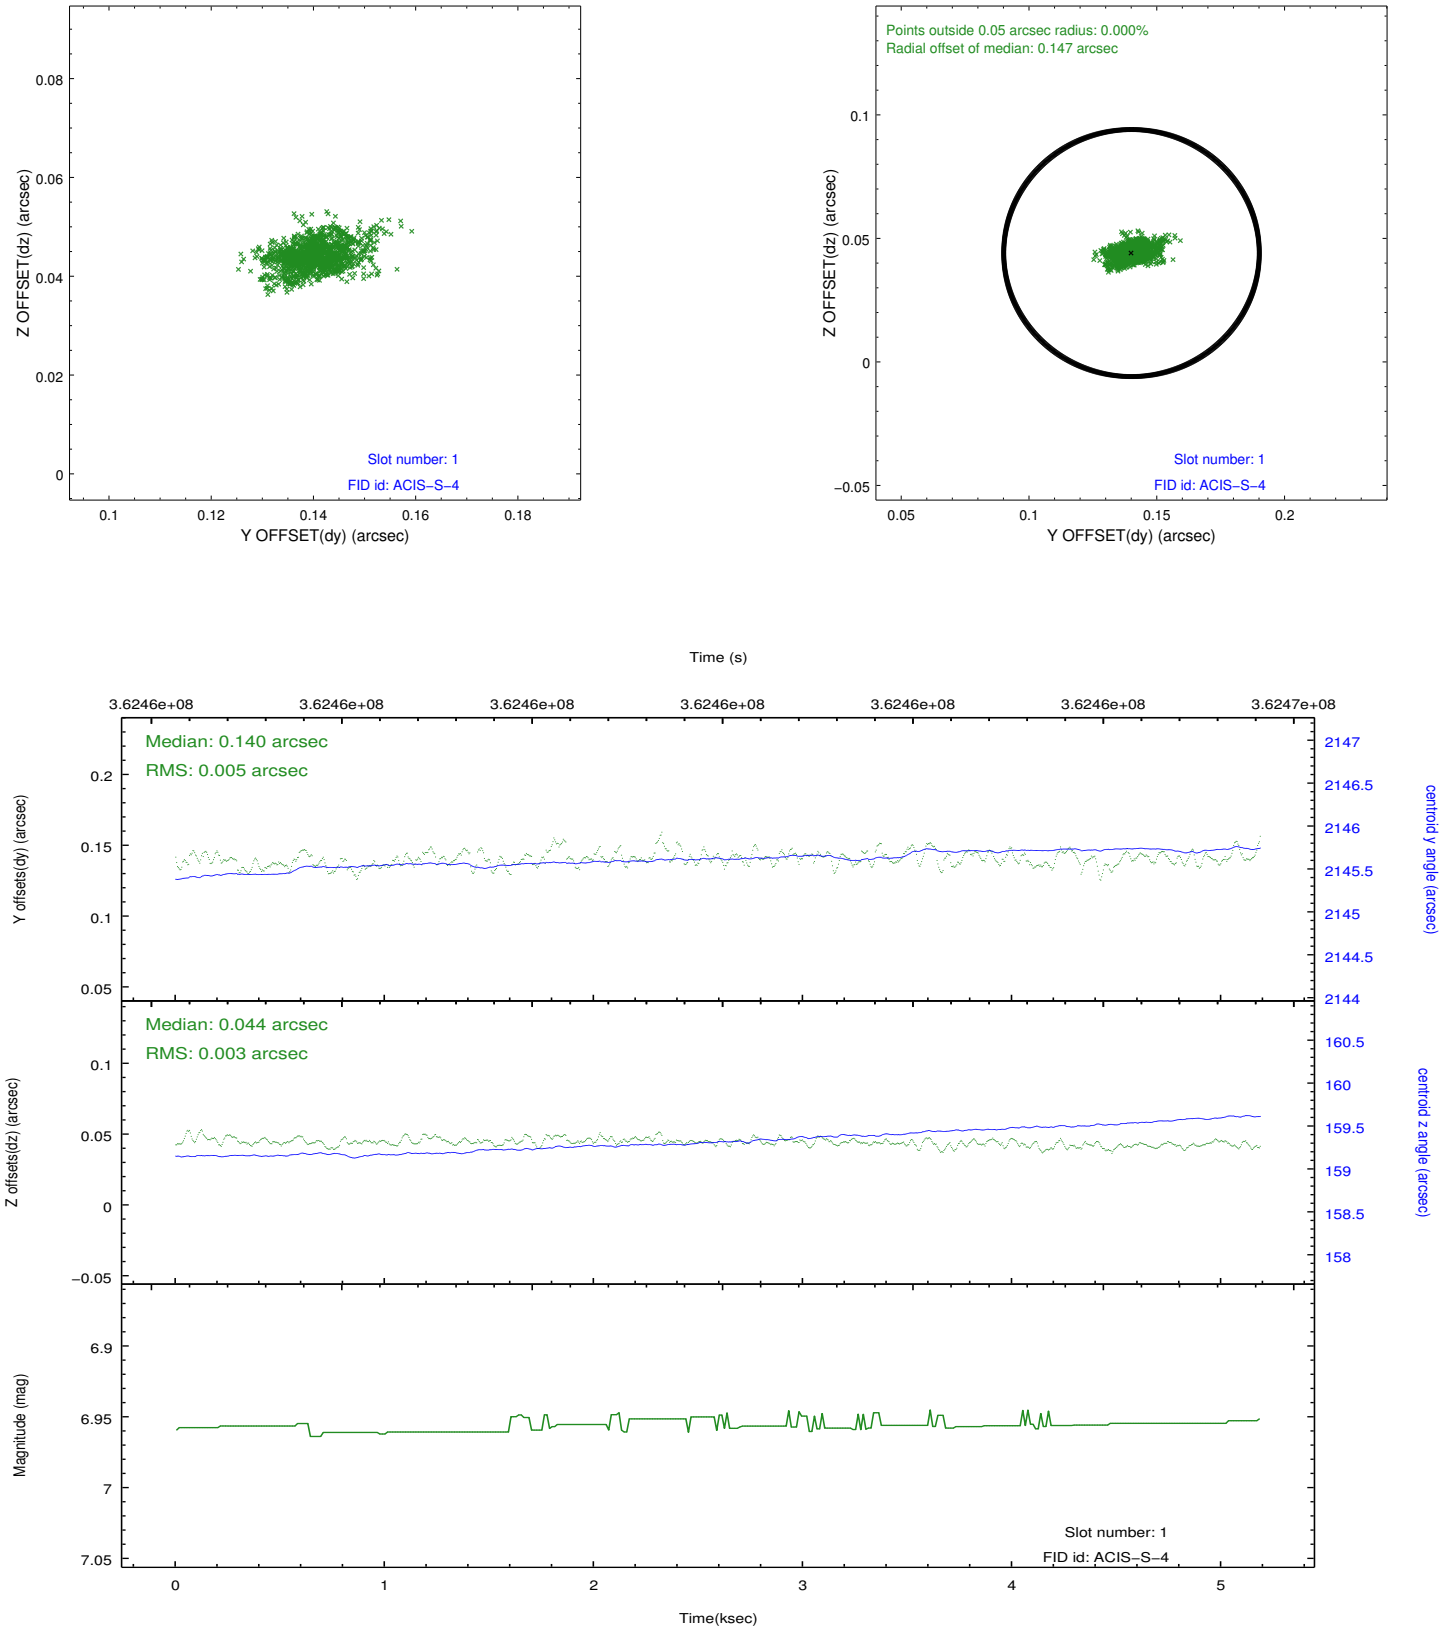 0.08
0.06
0.04
0.02
0
Z OFFSET(dz) (arcsec)
Slot number: 1
FID id: ACIS−S−4
0.1 0.12 0.14 0.16 0.18
Y OFFSET(dy) (arcsec)
Points outside 0.05 arcsec radius: 0.000%
Radial offset of median: 0.147 arcsec
0.1
0.05
0
−0.05
Z OFFSET(dz) (arcsec)
Slot number: 1
FID id: ACIS−S−4
0.05 0.1 0.15 0.2
Y OFFSET(dy) (arcsec)
Time (s)
3.6246e+08 3.6246e+08 3.6246e+08 3.6246e+08 3.6246e+08 3.6246e+08 3.6247e+08
Median: 0.140 arcsec
RMS: 0.005 arcsec
0.2
0.15
0.1
0.05
Y offsets(dy) (arcsec)
2147
2146.5
2146
2145.5
2145
2144.5
2144
centroid y angle (arcsec)
Median: 0.044 arcsec
RMS: 0.003 arcsec
0.1
0.05
0
−0.05
Z offsets(dz) (arcsec)
160.5
160
159.5
159
158.5
158
centroid z angle (arcsec)
6.9
6.95
7
7.05
Magnitude (mag)
Slot number: 1
FID id: ACIS−S−4
0 1 2 3 4 5
Time(ksec)